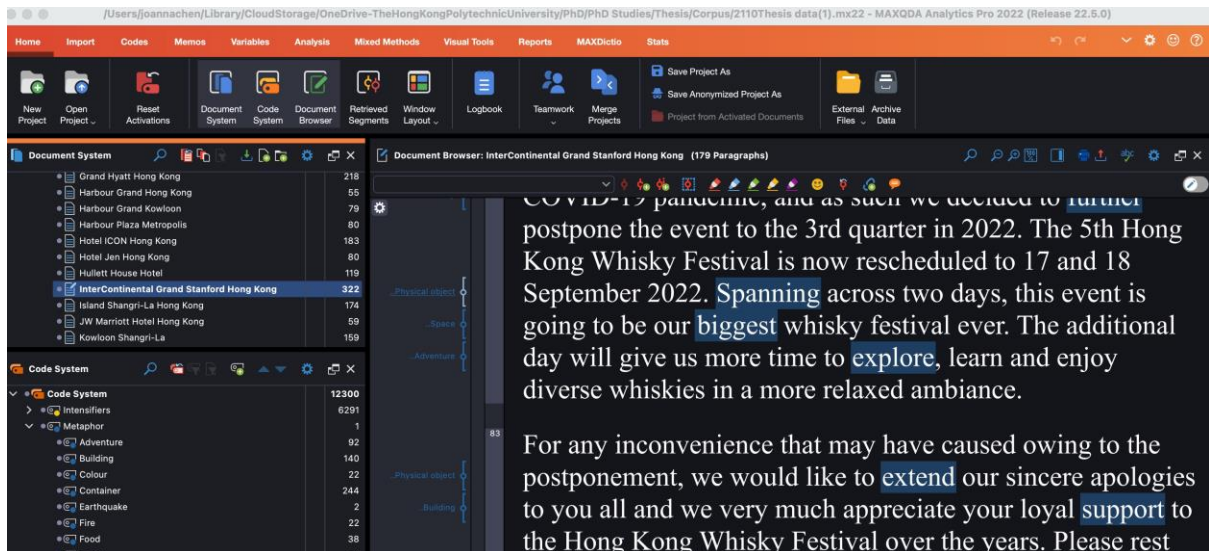 /Users/joannachen/Library/CloudStorage/OneDrive-TheHongKongPolytechnicUniversity/PhD/PhD Studies/Thesis/Corpus/2110Thesis data(1).mx22 - MAXQDA Analytics Pro 2022 (Release 22.5.0)
Home Import Codes Memos Variables Analysis Mixed Methods Visual Tools Reports MAXDictio Stats
New Project
Open Project
Reset Activations
Document System
Code System
Document Browser
Retrieved Segments
Window Layout
Logbook
Teamwork
Merge Projects
Save Project As
Save Anonymized Project As
Project from Activated Documents
External Files
Archive Data
Document System
Grand Hyatt Hong Kong 218
Harbour Grand Hong Kong 55
Harbour Grand Kowloon 79
Harbour Plaza Metropolis 80
Hotel ICON Hong Kong 183
Hotel Jen Hong Kong 80
Hullett House Hotel 119
InterContinental Grand Stanford Hong Kong 322
Island Shangri-La Hong Kong 174
JW Marriott Hotel Hong Kong 59
Kowloon Shangri-La 159
Code System
Code System 12300
Intensifiers 6291
Metaphor 1
Adventure 92
Building 140
Colour 22
Container 244
Earthquake 2
Fire 22
Food 38
Document Browser: InterContinental Grand Stanford Hong Kong (179 Paragraphs)
abc
..Physical object
..Space
..Adventure
COVID-19 pandemic, and as such we decided to further
postpone the event to the 3rd quarter in 2022. The 5th Hong
Kong Whisky Festival is now rescheduled to 17 and 18
September 2022. Spanning across two days, this event is
going to be our biggest whisky festival ever. The additional
day will give us more time to explore, learn and enjoy
diverse whiskies in a more relaxed ambiance.
83
..Physical object
..Building
For any inconvenience that may have caused owing to the
postponement, we would like to extend our sincere apologies
to you all and we very much appreciate your loyal support to
the Hong Kong Whisky Festival over the years. Please rest